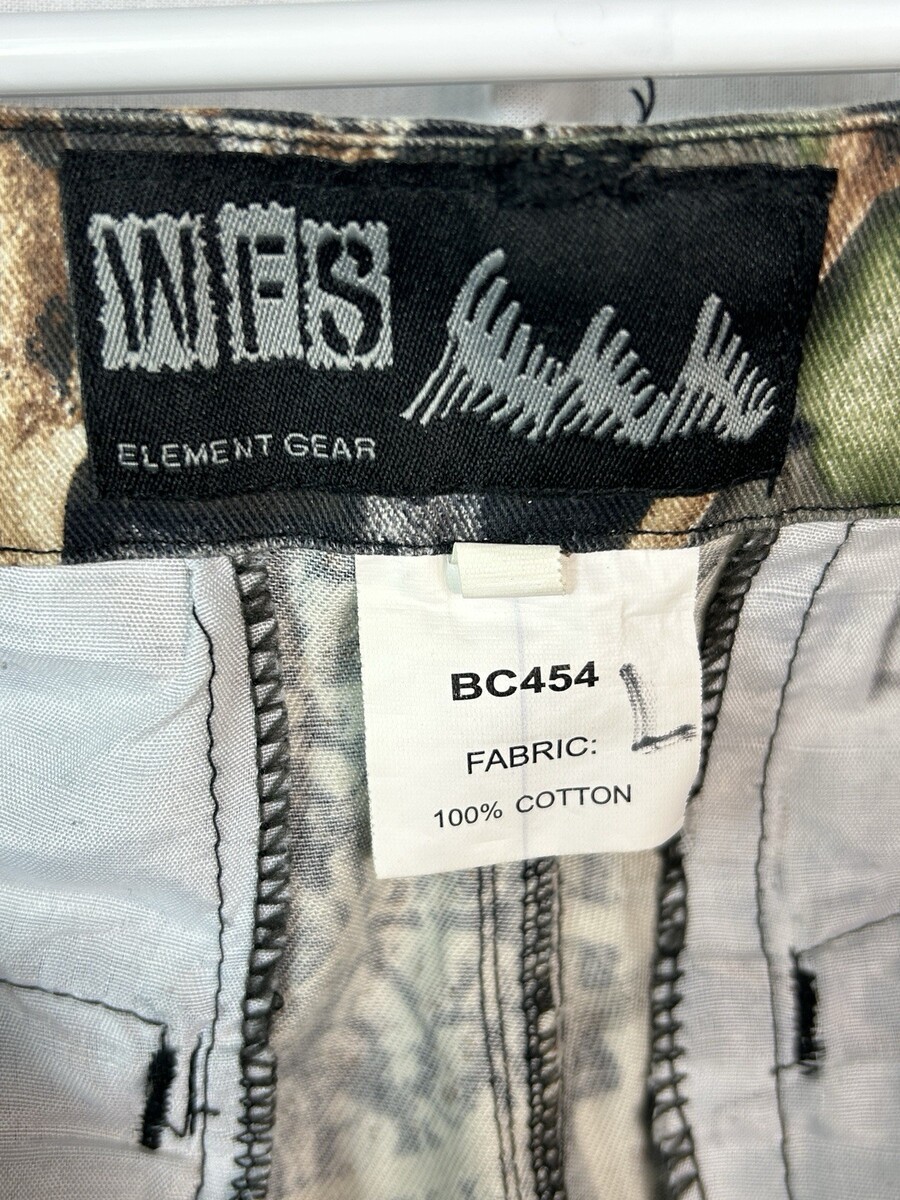 WFS
ELEMENT GEAR
BC454
L
FABRIC:
100% COTTON